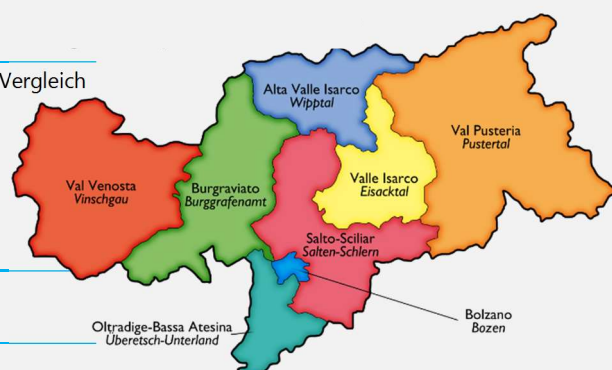 Vergleich
Alta Valle Isarco
Wipptal
Val Pusteria
Pustertal
Val Venosta
Vinschgau
Burgraviato
Burggrafenamt
Valle Isarco
Eisacktal
Salto-Sciliar
Salten-Schlern
Bolzano
Bozen
Oltradige-Bassa Atesina
Überetsch-Unterland